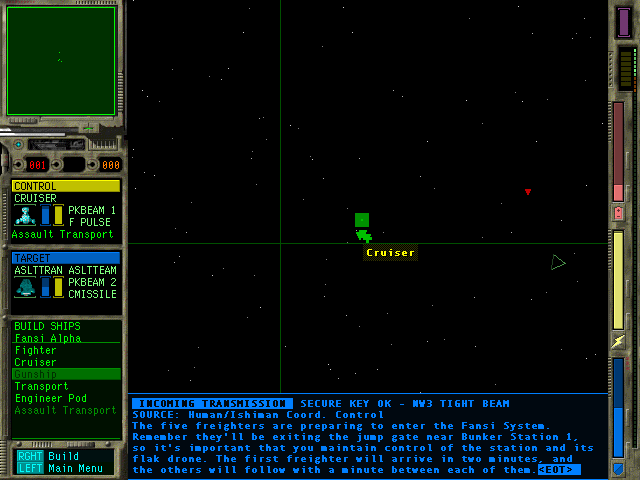 001 000
CONTROL
CRUISER
PKBEAM 1
F PULSE
Assault Transport
TARGET
ASLTTRAN ASLTTEAM
PKBEAM 2
CMISSILE
BUILD SHIPS
Fansi Alpha
Fighter
Cruiser
Gunship
Transport
Engineer Pod
Assault Transport
RGHT Build
LEFT Main Menu
Cruiser
INCOMING TRANSMISSION SECURE KEY OK - NW3 TIGHT BEAM
SOURCE: Human/Ishiman Coord. Control
The five freighters are preparing to enter the Fansi System.
Remember they'll be exiting the jump gate near Bunker Station 1,
so it's important that you maintain control of the station and its
flak drone. The first freighter will arrive in two minutes, and
the others will follow with a minute between each of them.<EOT>